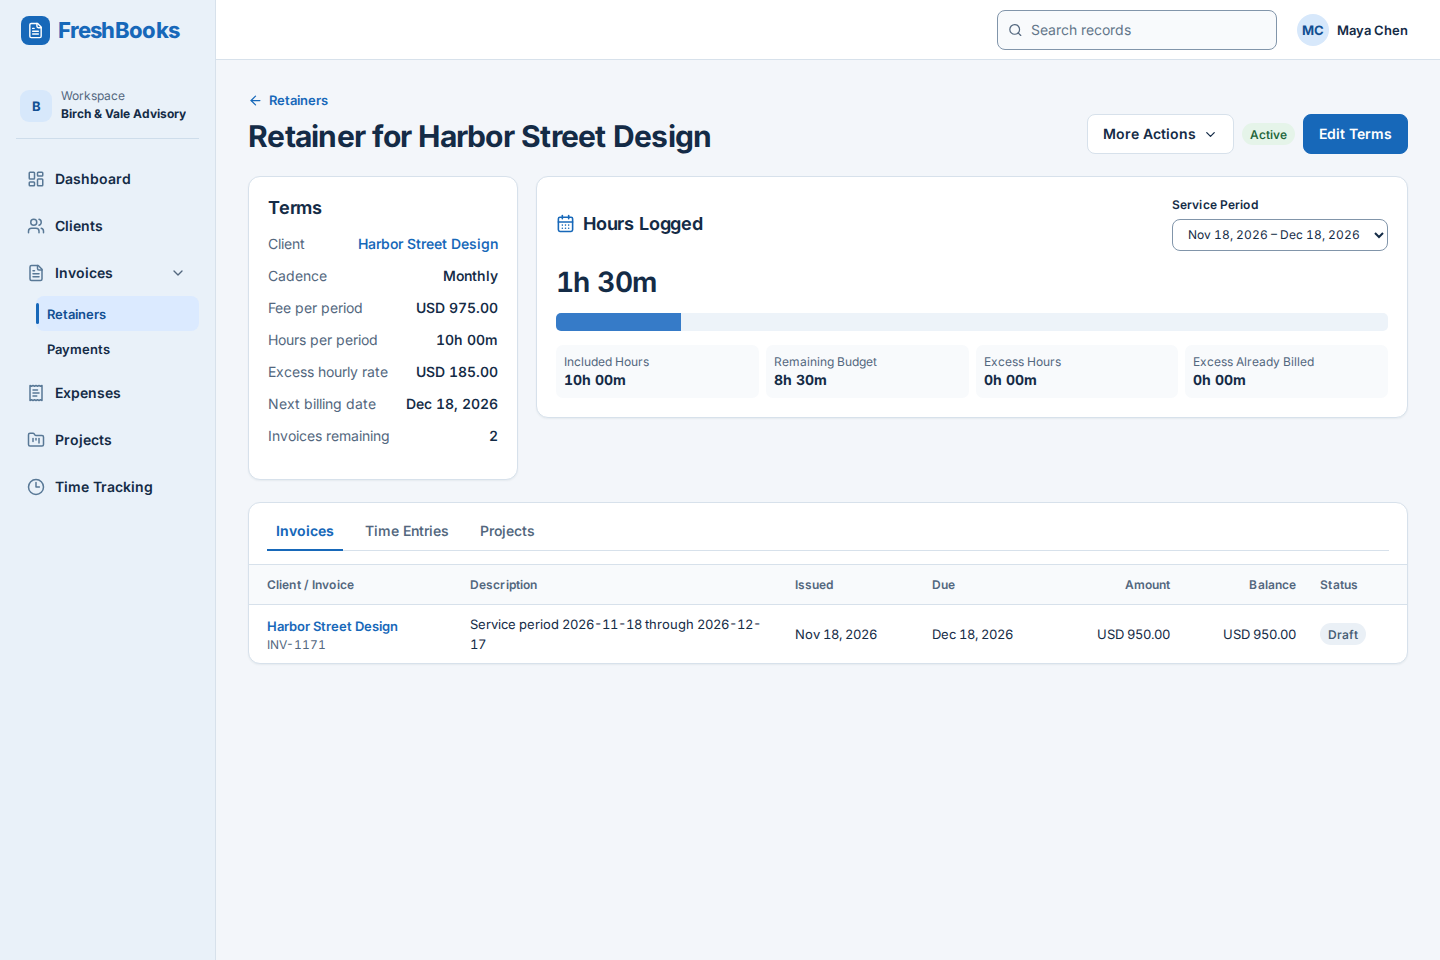 FreshBooks
Search records
MC
Maya Chen
B
Workspace
Birch & Vale Advisory
Dashboard
Clients
Invoices
Retainers
Payments
Expenses
Projects
Time Tracking
Retainers
Retainer for Harbor Street Design
More Actions
Active
Edit Terms
Terms
Client Harbor Street Design
Cadence Monthly
Fee per period USD 975.00
Hours per period 10h 00m
Excess hourly rate USD 185.00
Next billing date Dec 18, 2026
Invoices remaining 2
Hours Logged
Service Period
Nov 18, 2026 – Dec 18, 2026
1h 30m
Included Hours
10h 00m
Remaining Budget
8h 30m
Excess Hours
0h 00m
Excess Already Billed
0h 00m
Invoices Time Entries Projects
Client / Invoice Description Issued Due Amount Balance Status
Harbor Street Design
INV-1171
Service period 2026-11-18 through 2026-12-
17
Nov 18, 2026
Dec 18, 2026
USD 950.00
USD 950.00
Draft